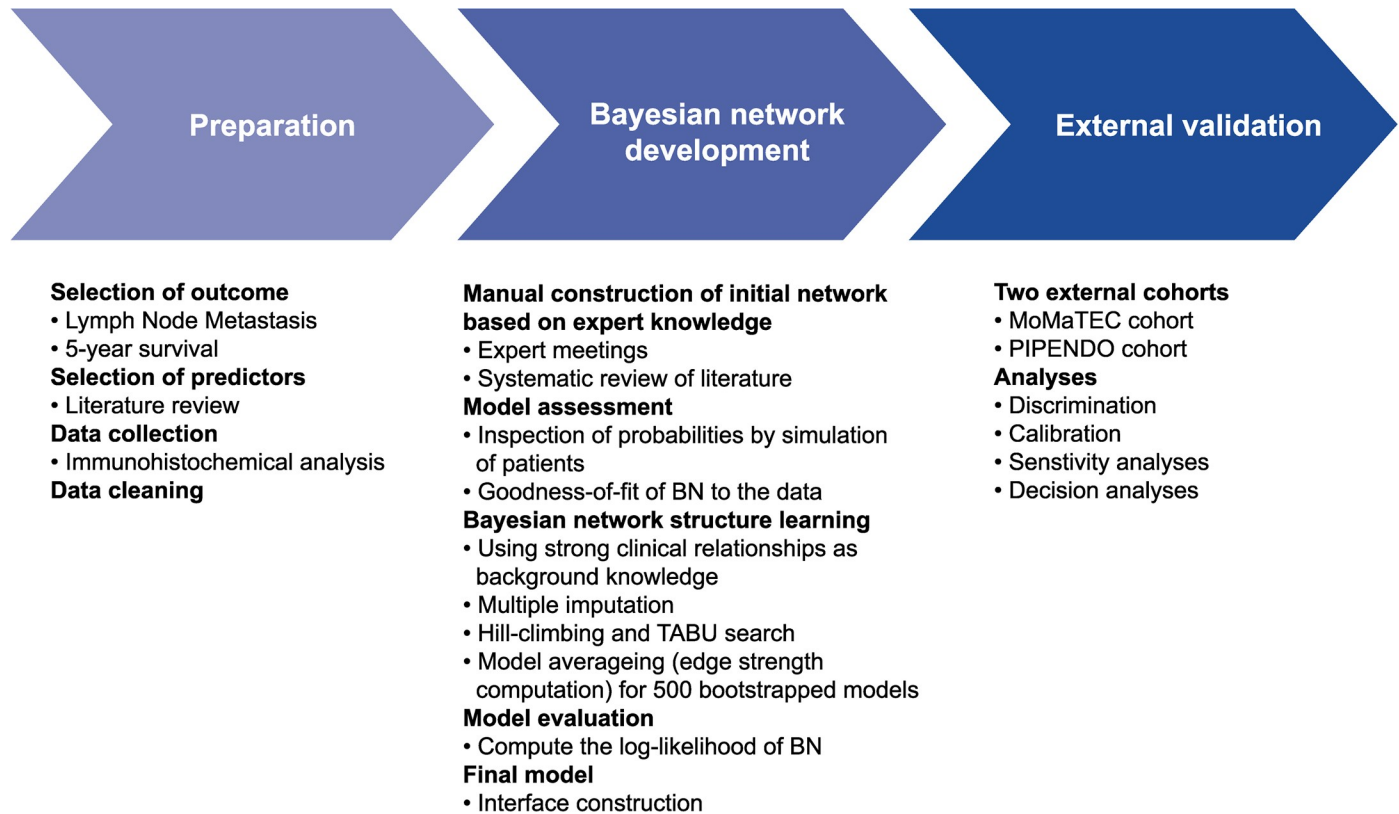 Preparation
Bayesian network
development
External validation
Selection of outcome
• Lymph Node Metastasis
• 5-year survival
Selection of predictors
• Literature review
Data collection
• Immunohistochemical analysis
Data cleaning
Manual construction of initial network
based on expert knowledge
• Expert meetings
• Systematic review of literature
Model assessment
• Inspection of probabilities by simulation
of patients
• Goodness-of-fit of BN to the data
Bayesian network structure learning
• Using strong clinical relationships as
background knowledge
• Multiple imputation
• Hill-climbing and TABU search
• Model averageing (edge strength
computation) for 500 bootstrapped models
Model evaluation
• Compute the log-likelihood of BN
Final model
• Interface construction
Two external cohorts
• MoMaTEC cohort
• PIPENDO cohort
Analyses
• Discrimination
• Calibration
• Senstivity analyses
• Decision analyses